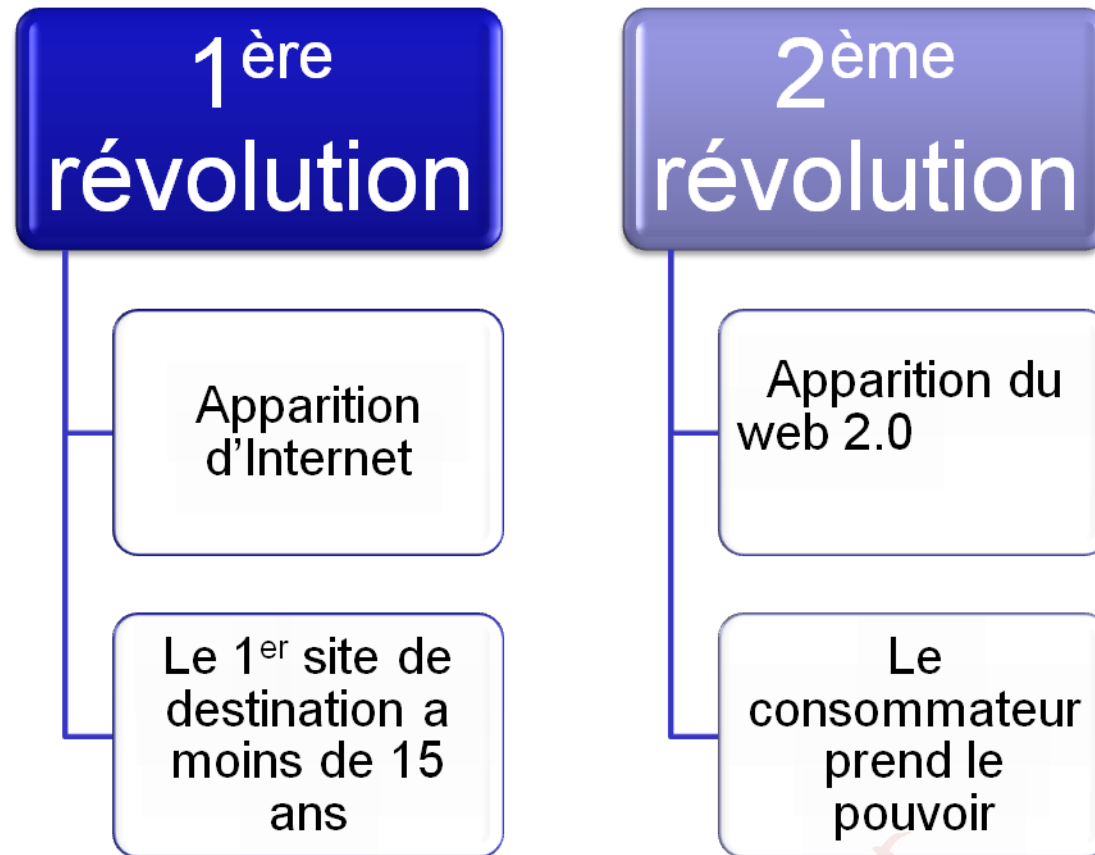 1ère
révolution
Apparition
d'Internet
Le 1er site de
destination a
moins de 15
ans
2ème
révolution
Apparition du
web 2.0
Le
consommateur
prend le
pouvoir